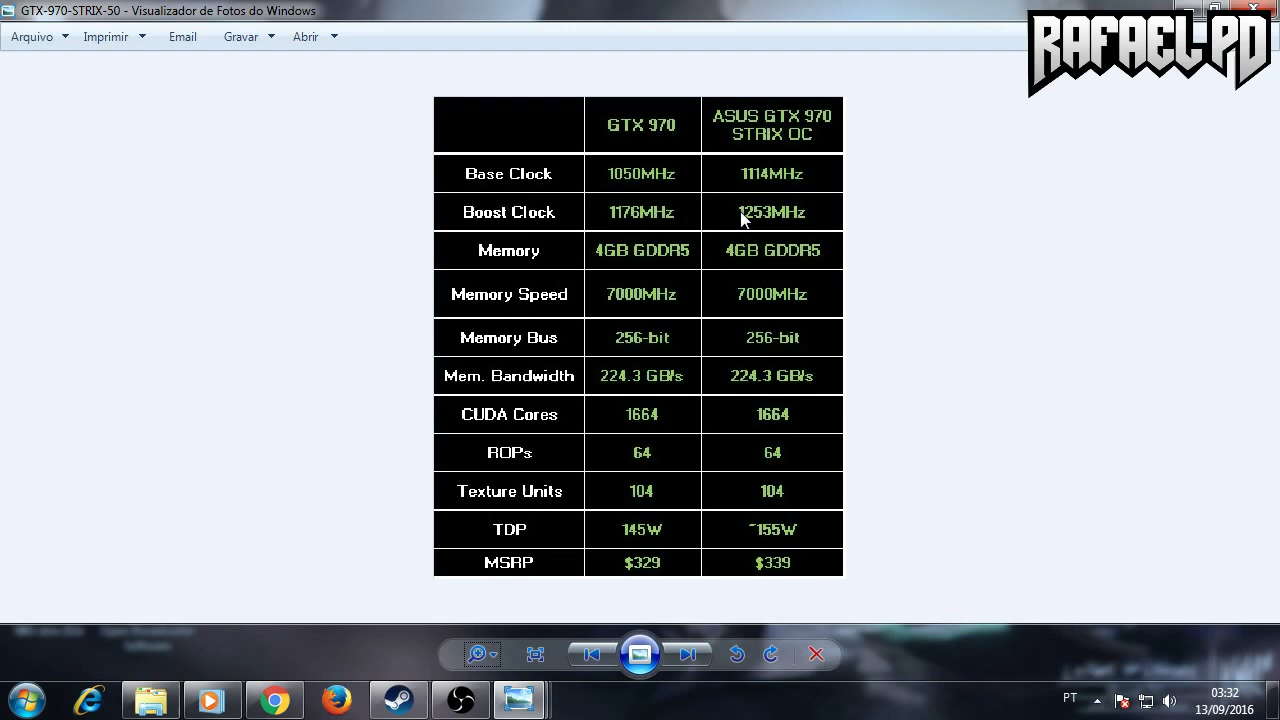 GTX-970-STRIX-50 - Visualizador de Fotos do Windows
RAFAEL PD
Arquivo Imprimir Email Gravar Abrir
GTX 970 ASUS GTX 970
STRIX OC
Base Clock 1050MHz 1114MHz
Boost Clock 1176MHz 1253MHz
Memory 4GB GDDR5 4GB GDDR5
Memory Speed 7000MHz 7000MHz
Memory Bus 256-bit 256-bit
Mem. Bandwidth 224.3 GB/s 224.3 GB/s
CUDA Cores 1664 1664
ROPs 64 64
Texture Units 104 104
TDP 145W ~155W
MSRP $329 $339
PT 03:32
13/09/2016